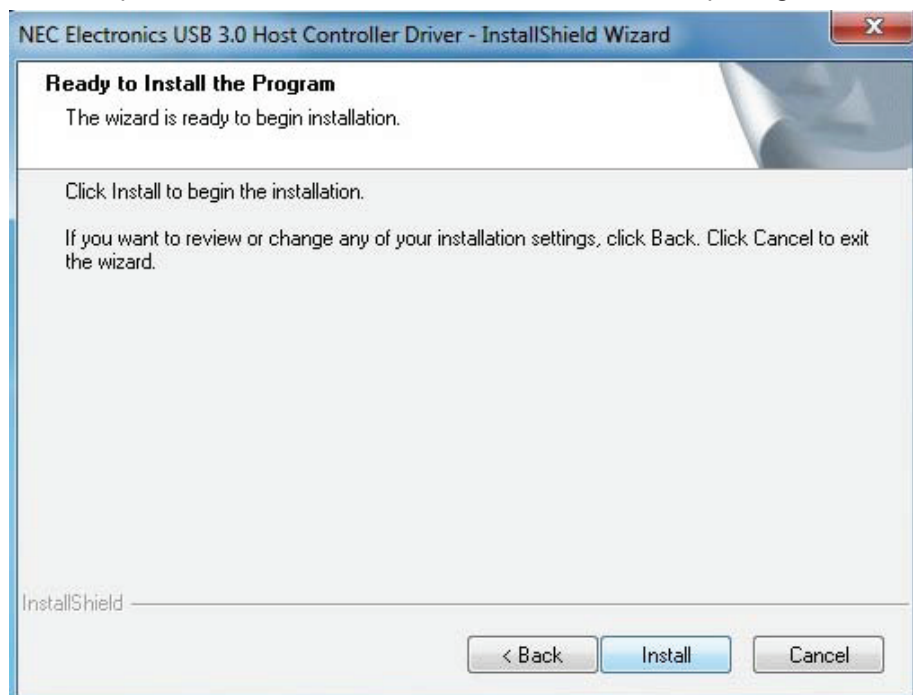 NEC Electronics USB 3.0 Host Controller Driver - InstallShield Wizard
Ready to Install the Program
The wizard is ready to begin installation.
Click Install to begin the installation.
If you want to review or change any of your installation settings, click Back. Click Cancel to exit
the wizard.
InstallShield
< Back Install Cancel